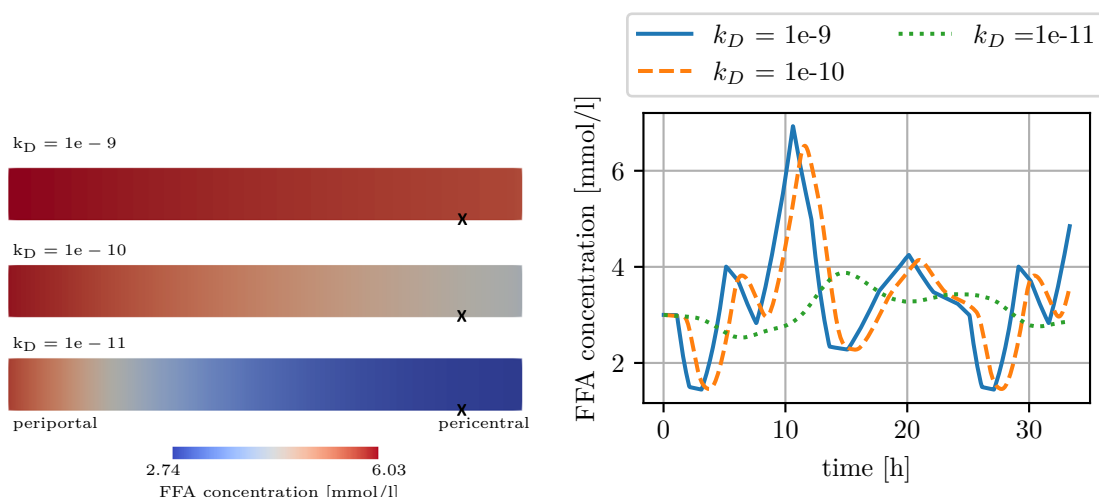 k_D = 1e − 9
X
k_D = 1e − 10
X
k_D = 1e − 11
X
periportal pericentral
2.74 6.03
FFA concentration [mmol/l]
k_D = 1e-9
k_D = 1e-10
k_D =1e-11
FFA concentration [mmol/l]
6
4
2
0 10 20 30
time [h]